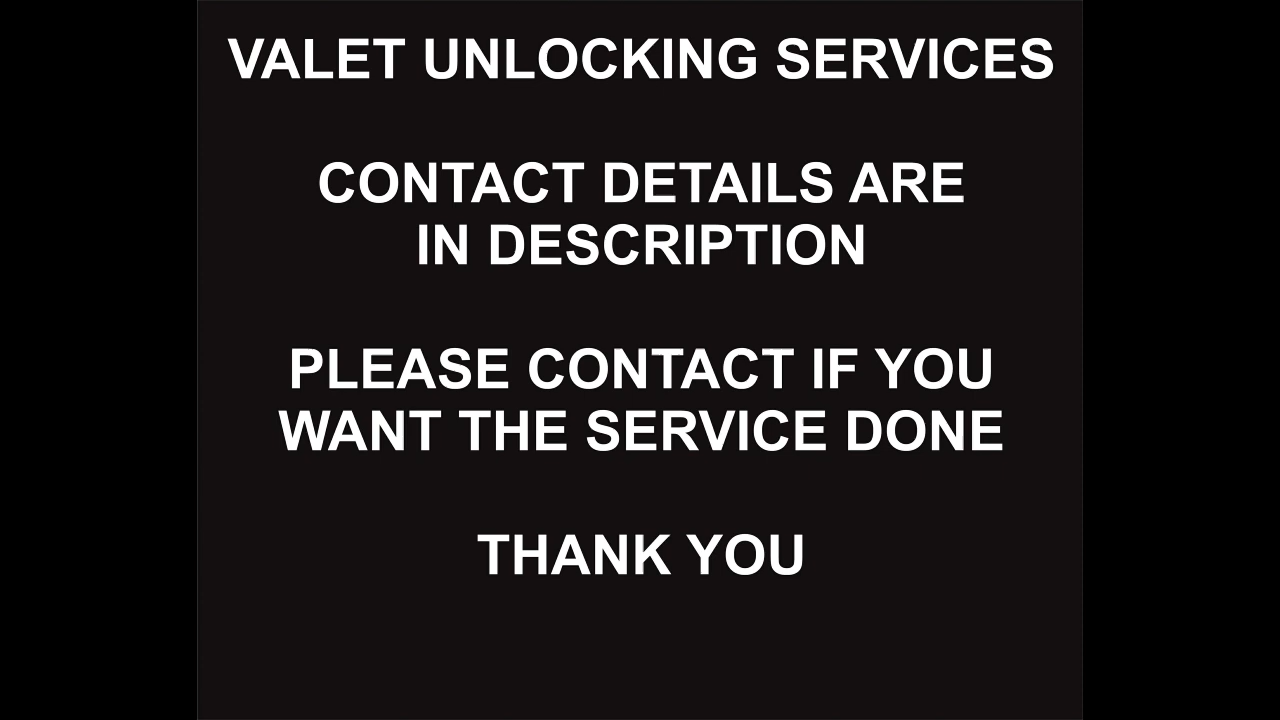 VALET UNLOCKING SERVICES
CONTACT DETAILS ARE
IN DESCRIPTION
PLEASE CONTACT IF YOU
WANT THE SERVICE DONE
THANK YOU